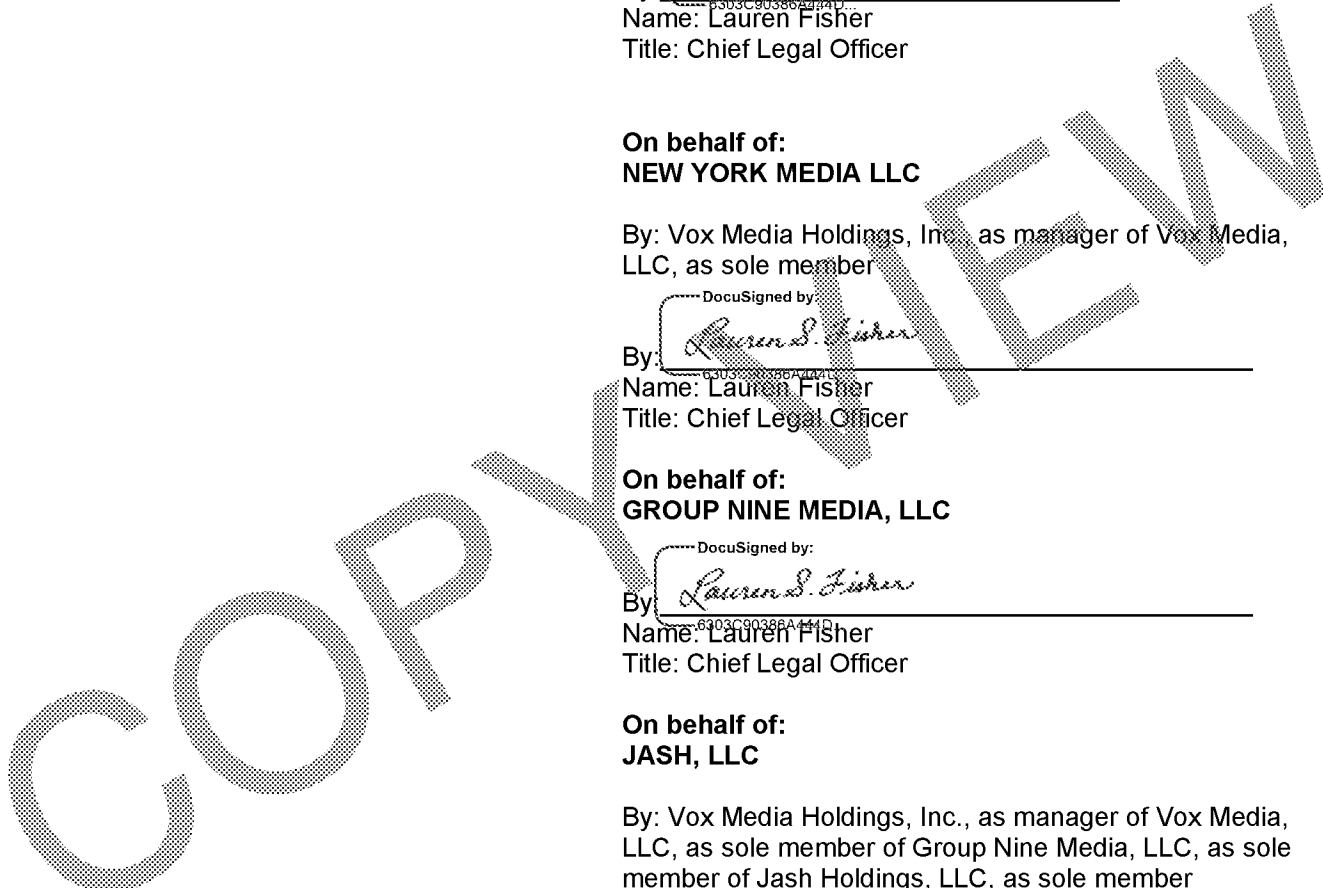 6303C90386A444D...
Name: Lauren Fisher
Title: Chief Legal Officer
On behalf of:
NEW YORK MEDIA LLC
By: Vox Media Holdings, Inc., as manager of Vox Media,
LLC, as sole member
DocuSigned by:
Lauren S. Fisher
By:
6303C90386A444D...
Name: Lauren Fisher
Title: Chief Legal Officer
On behalf of:
GROUP NINE MEDIA, LLC
DocuSigned by:
Lauren S. Fisher
By
6303C90386A444D...
Name: Lauren Fisher
Title: Chief Legal Officer
On behalf of:
JASH, LLC
By: Vox Media Holdings, Inc., as manager of Vox Media,
LLC, as sole member of Group Nine Media, LLC, as sole
member of Jash Holdings, LLC, as sole member
COPY VIEW